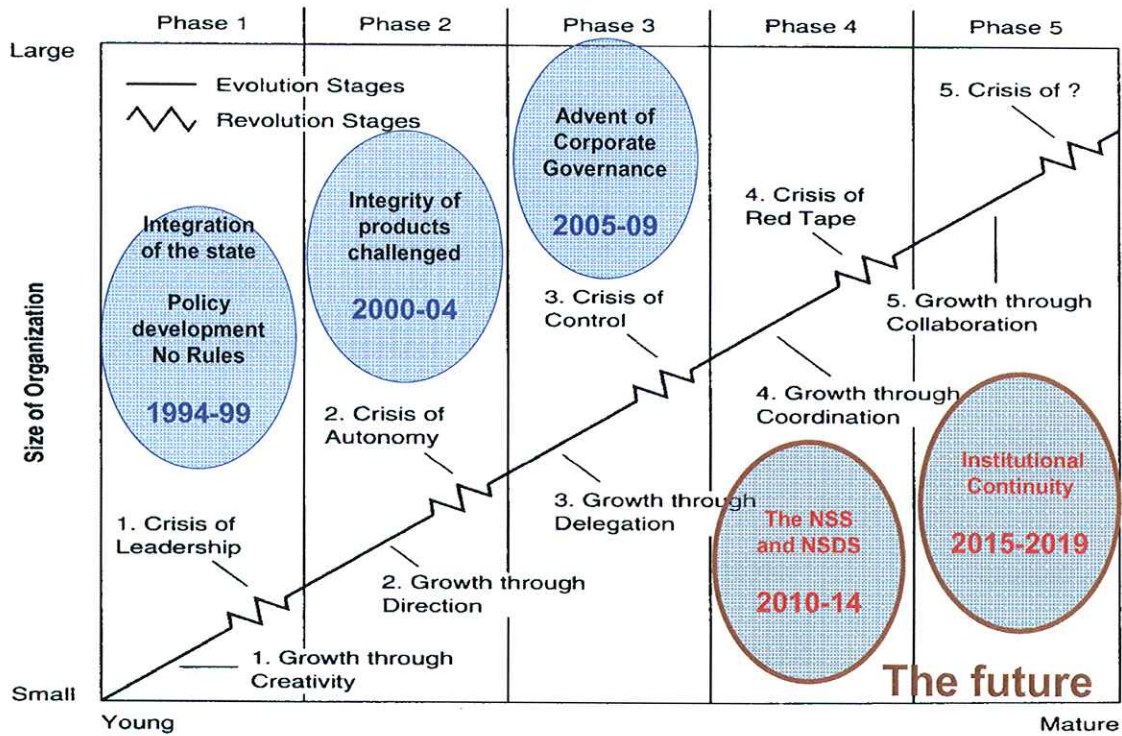 Phase 1
Phase 2
Phase 3
Phase 4
Phase 5
Large
Evolution Stages
Revolution Stages
5. Crisis of ?
Advent of
Corporate
Governance
2005-09
Integrity of
products
challenged
2000-04
4. Crisis of
Red Tape
Integration
of the state
Policy
development
No Rules
1994-99
3. Crisis of
Control
5. Growth through
Collaboration
Size of Organization
2. Crisis of
Autonomy
4. Growth through
Coordination
Institutional
Continuity
2015-2019
1. Crisis of
Leadership
3. Growth through
Delegation
The NSS
and NSDS
2010-14
2. Growth through
Direction
1. Growth through
Creativity
The future
Small
Young
Mature